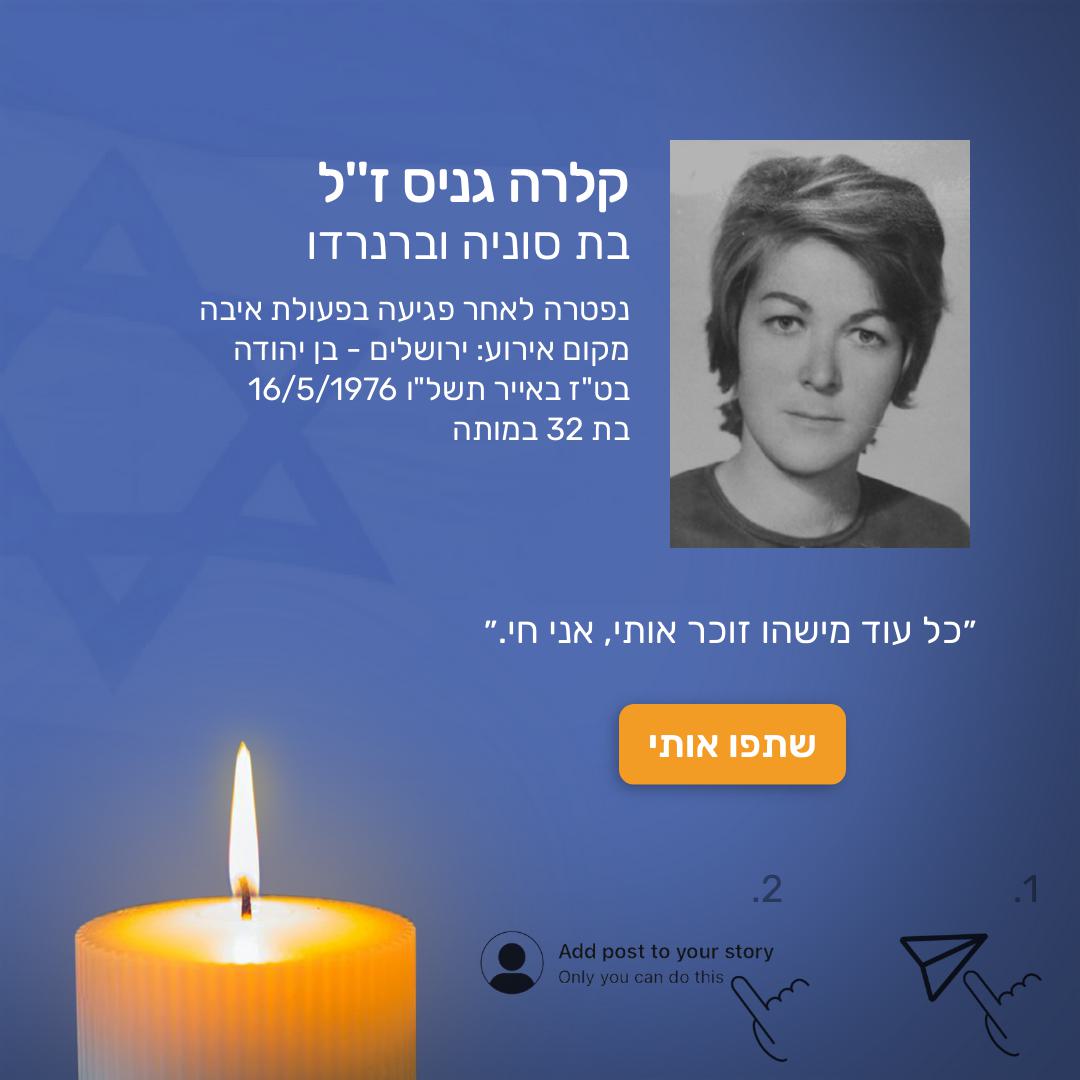 קלרה גניס ז"ל
בת סוניה וברנרדו
נפטרה לאחר פגיעה בפעולת איבה
מקום אירוע: ירושלים - בן יהודה
בט"ז באייר תשל"ו 16/5/1976
בת 32 במותה
״כל עוד מישהו זוכר אותי, אני חי.״
שתפו אותי
1.
2.
Add post to your story
Only you can do this